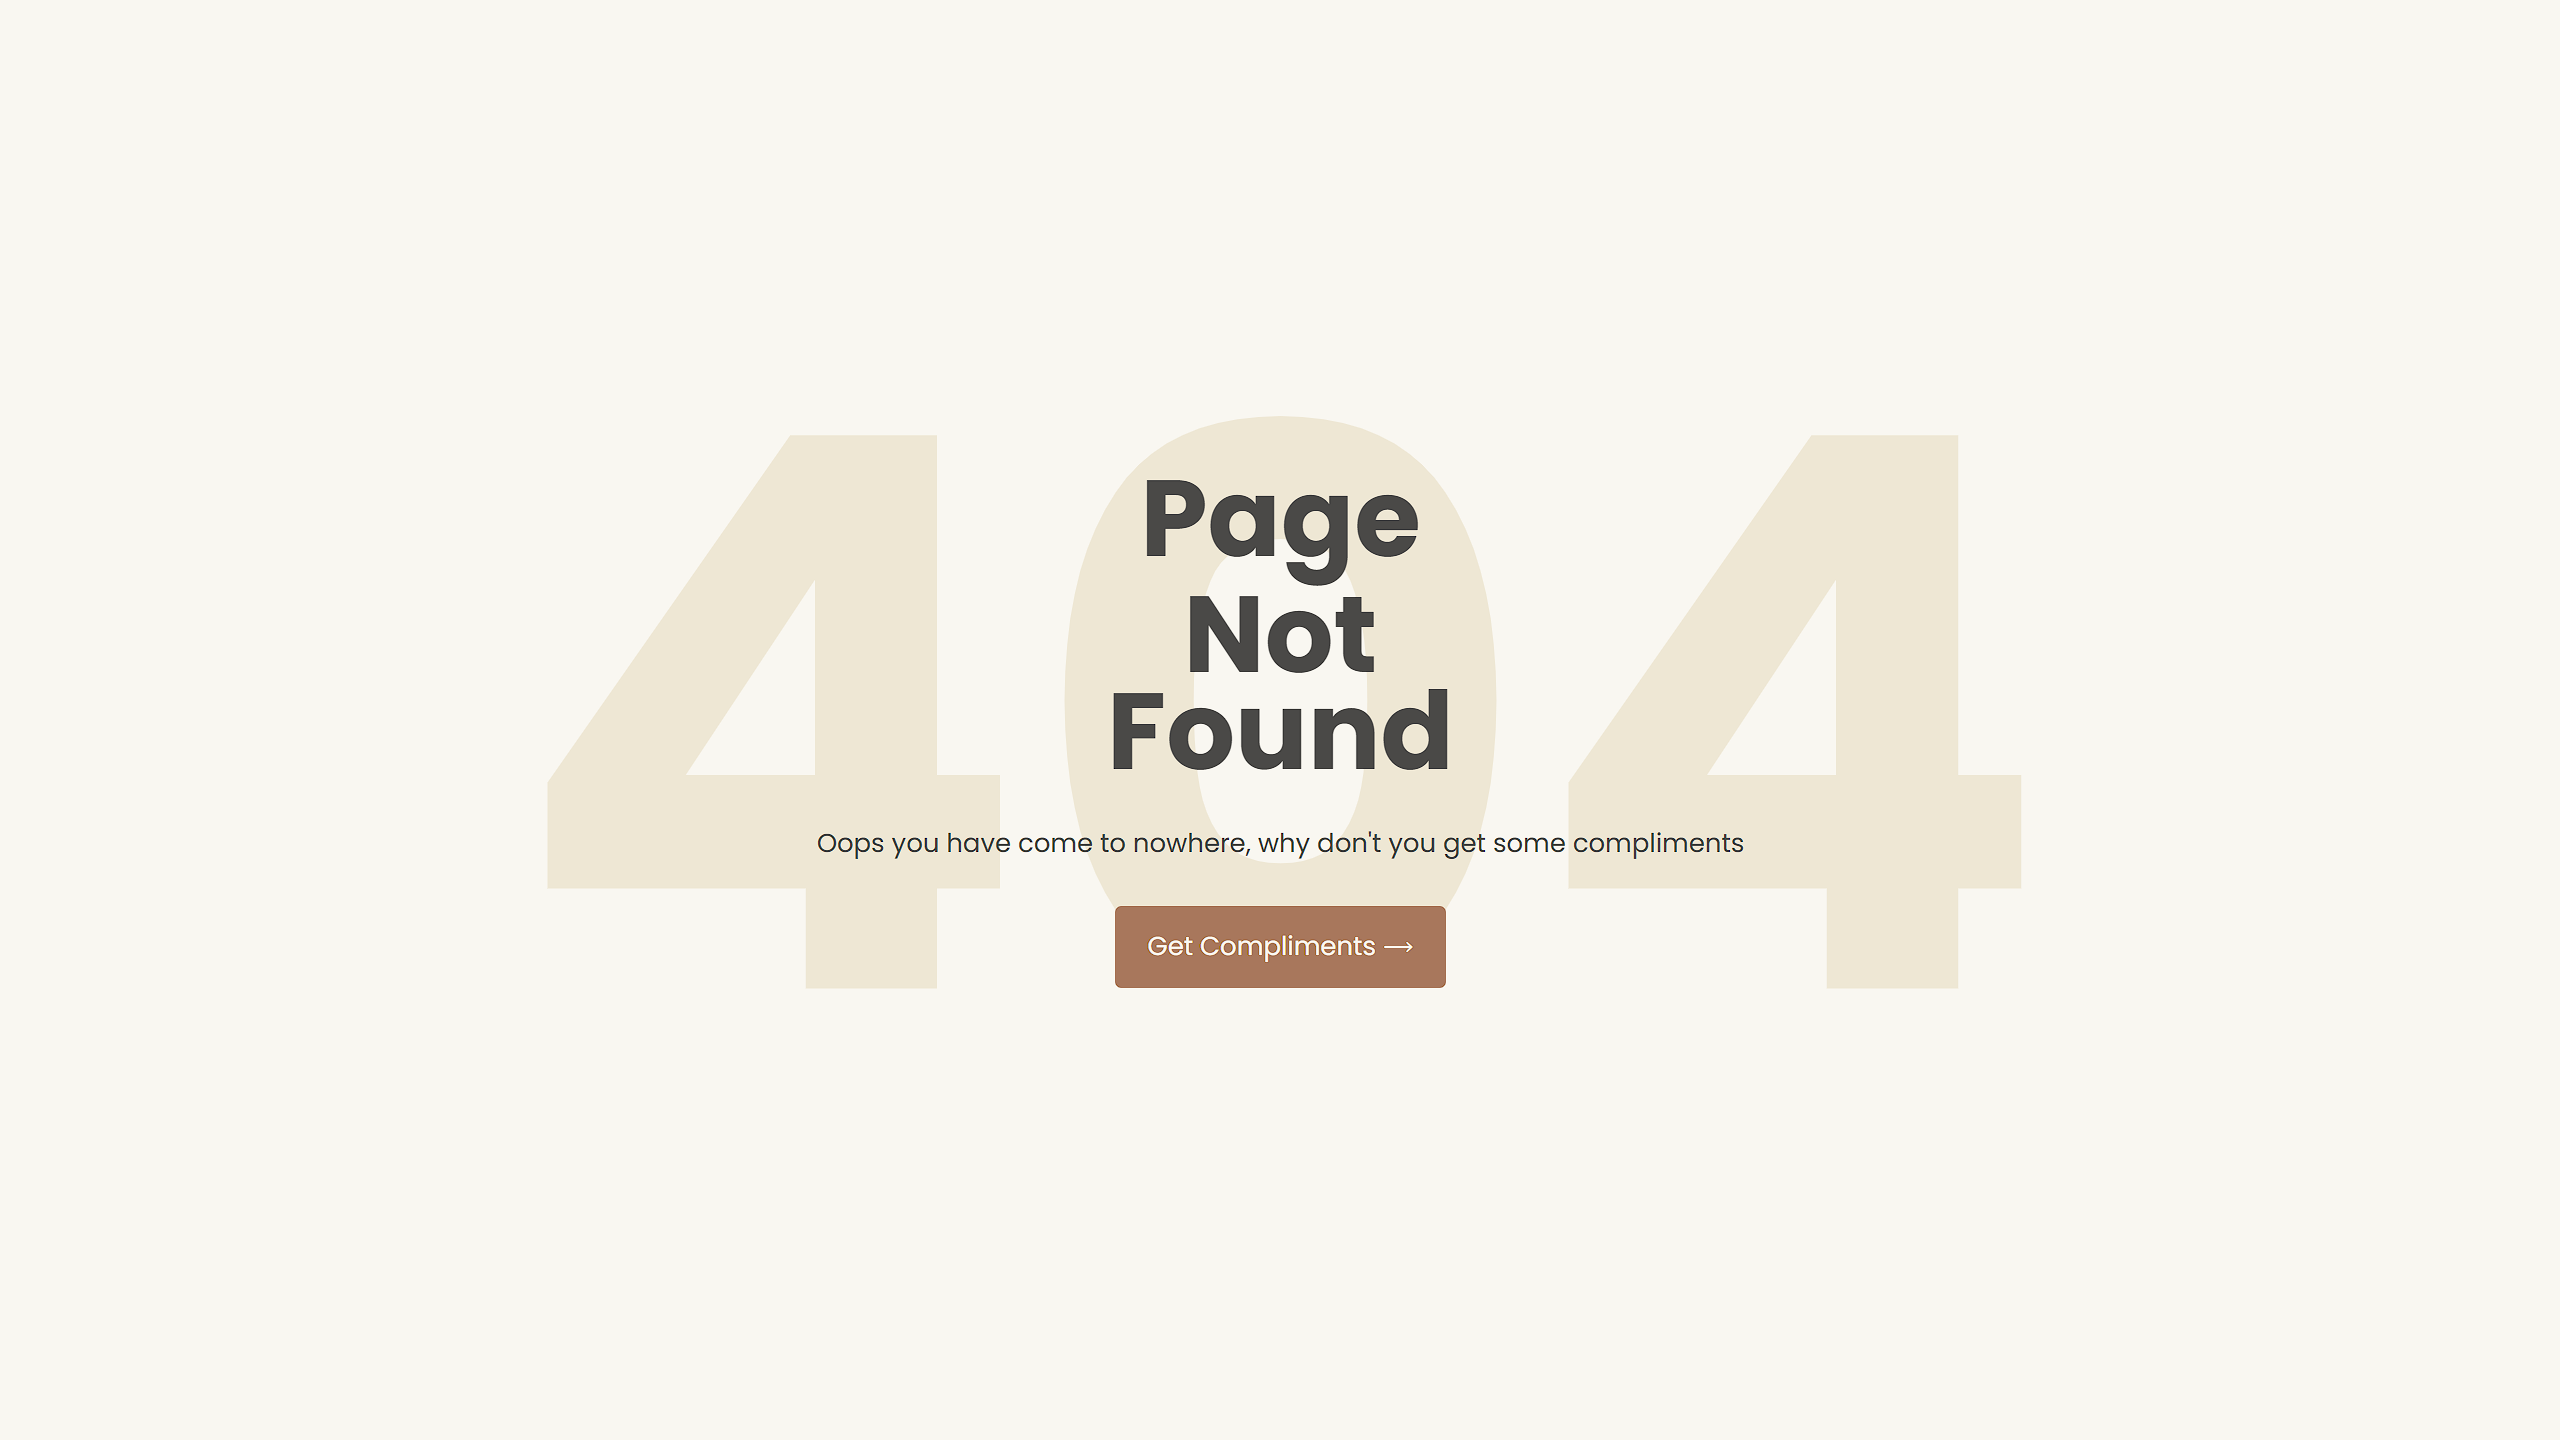 404
Page
Not
Found
Oops you have come to nowhere, why don't you get some compliments
Get Compliments ⟶